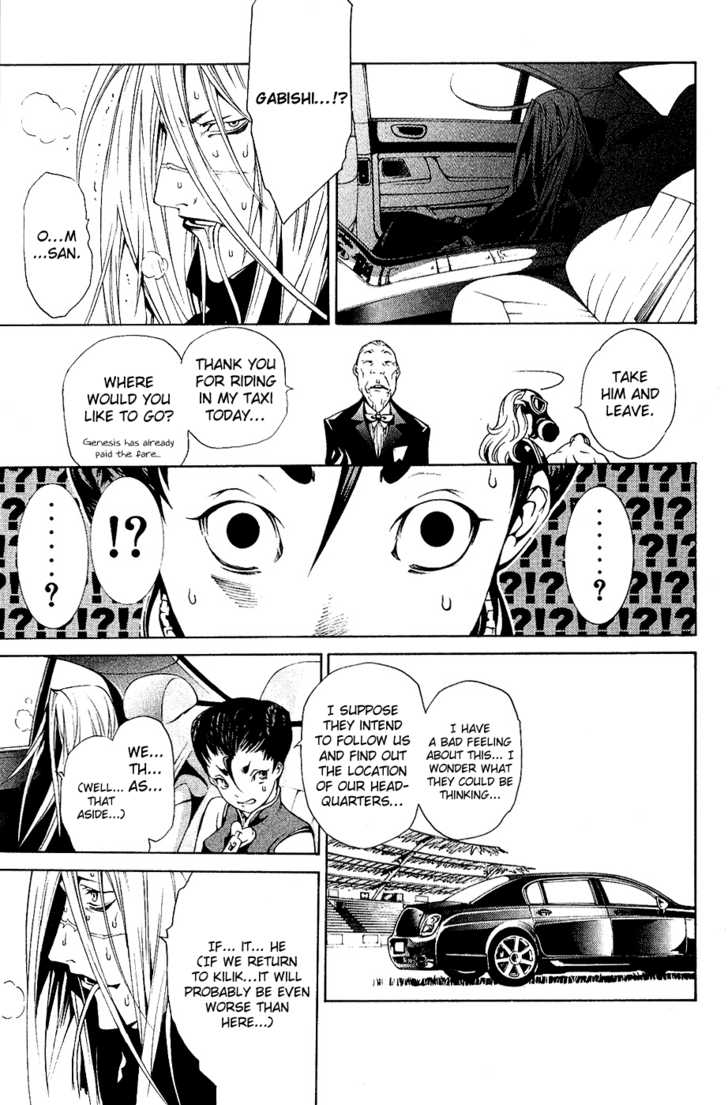 GABISHI...!?
O...M
...SAN.
TAKE
HIM AND
LEAVE.
THANK YOU
FOR RIDING
IN MY TAXI
TODAY...
WHERE
WOULD YOU
LIKE TO GO?
Genesis has already
paid the fare...
......?
!?
......?
?!?!?!?!
I HAVE
A BAD FEELING
ABOUT THIS... I
WONDER WHAT
THEY COULD BE
THINKING...
I SUPPOSE
THEY INTEND
TO FOLLOW US
AND FIND OUT
THE LOCATION
OF OUR HEAD-
QUARTERS...
WE...
TH...
AS...
(WELL...
THAT
ASIDE...)
IF... IT... HE
(IF WE RETURN
TO KILIK...IT WILL
PROBABLY BE EVEN
WORSE THAN
HERE...)